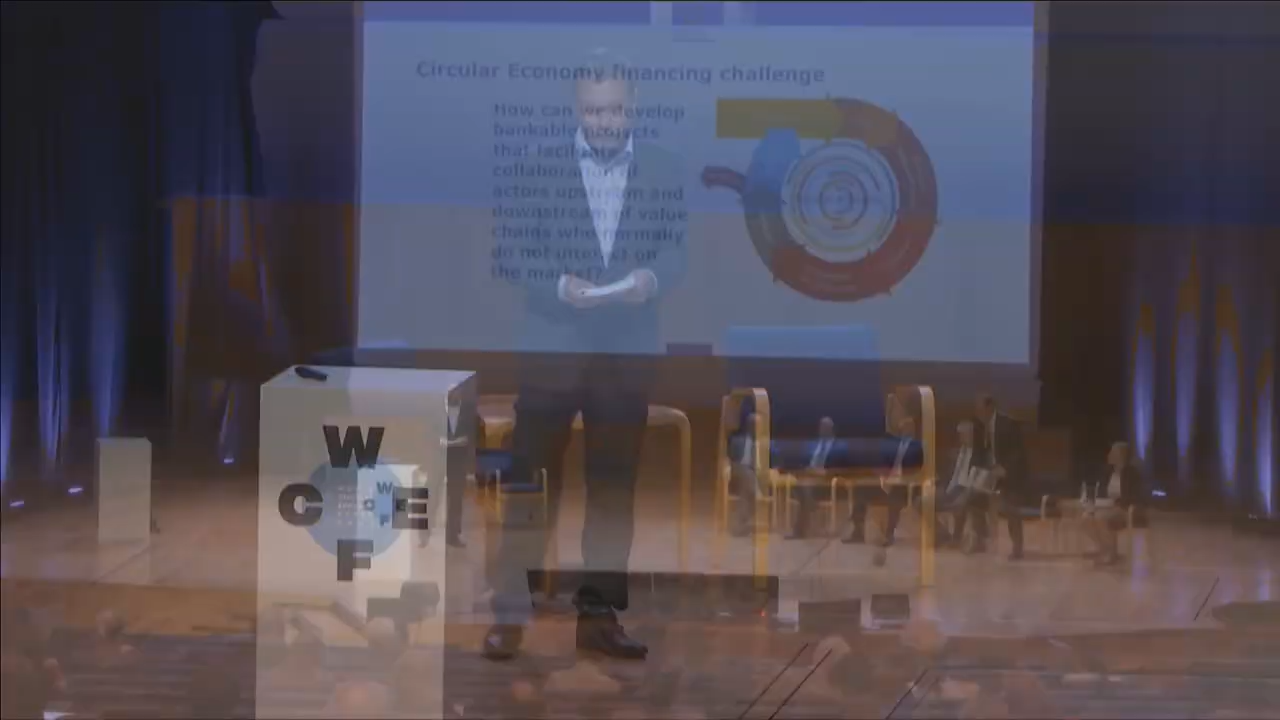 Circular Economy financing challenge
How can we develop
bankable projects
that facilitate
collaboration of
actors upstream and
downstream of value
chains who normally
do not interact on
the market?
W
C E
F
W
C E
F